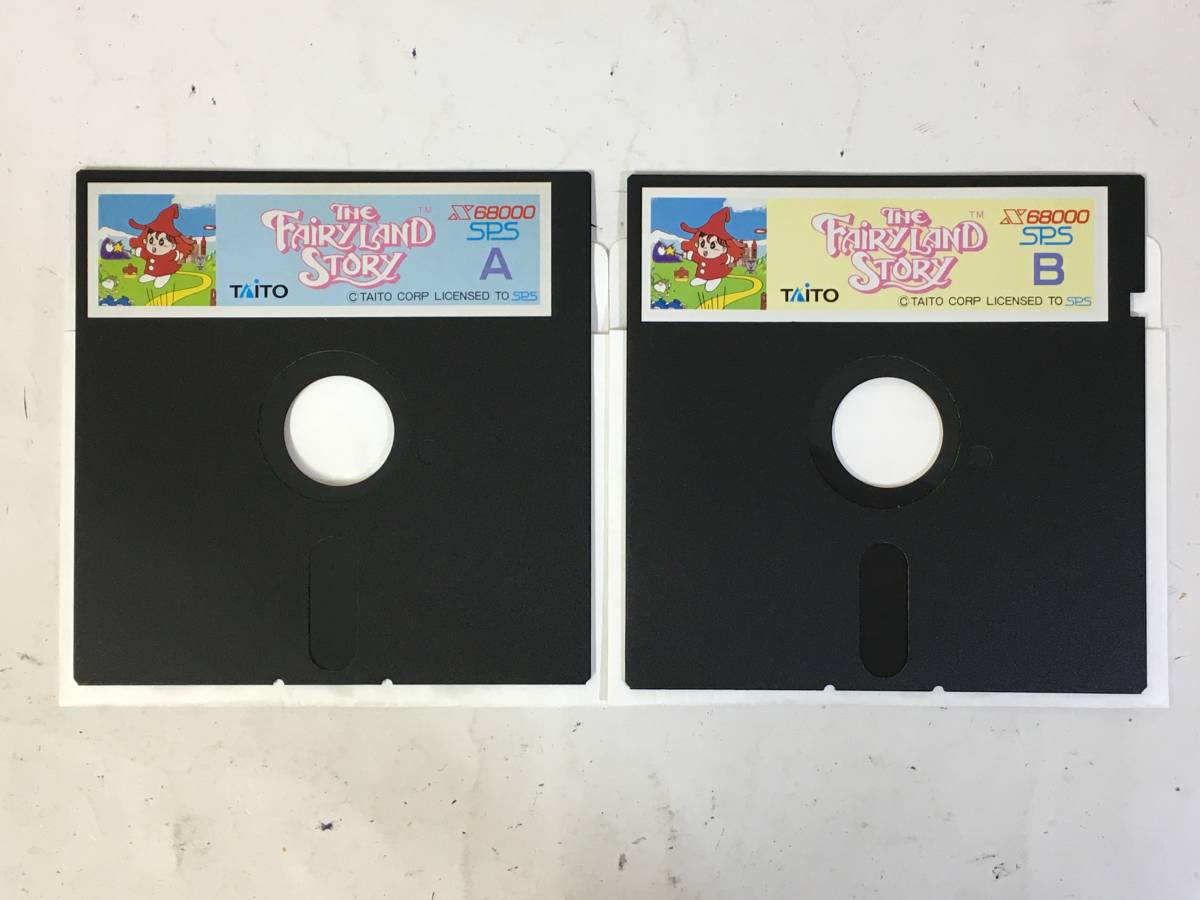 THE
FAIRYLAND
STORY
TM
X68000
SPS
A
TAITO
© TAITO CORP LICENSED TO SPS
THE
FAIRYLAND
STORY
TM
X68000
SPS
B
TAITO
© TAITO CORP LICENSED TO SPS